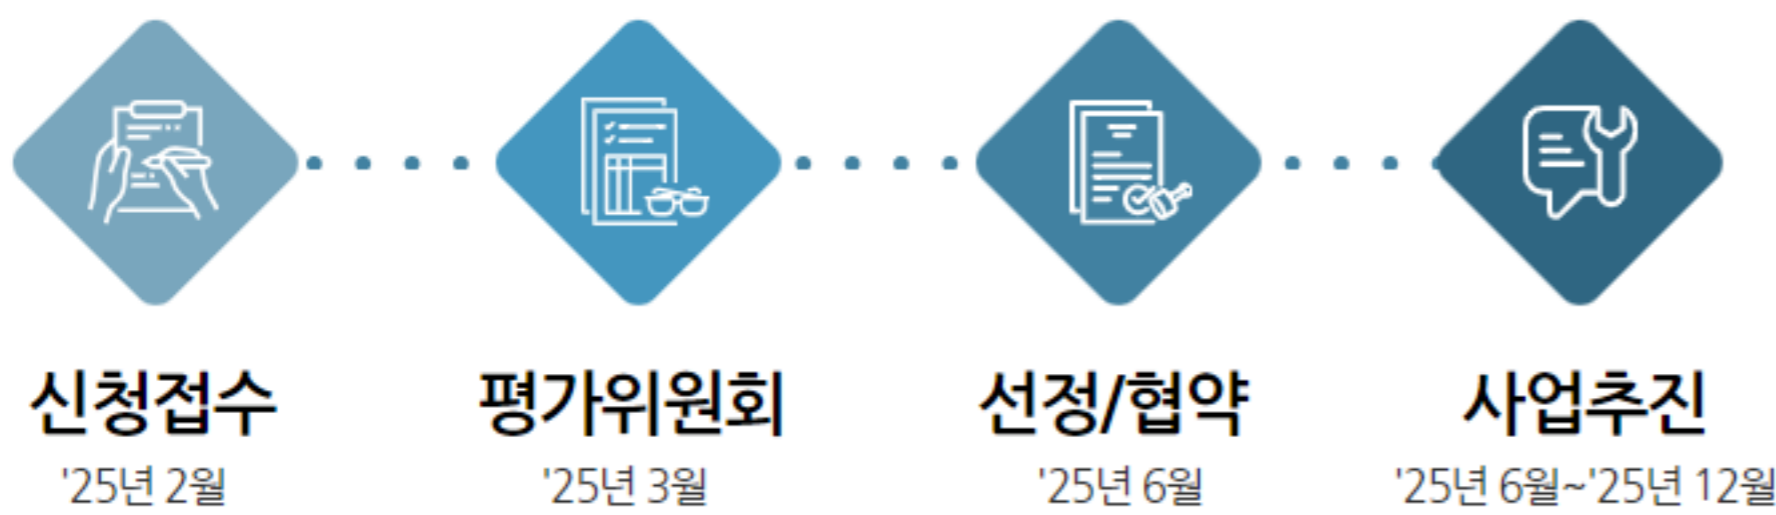 신청접수
'25년 2월
평가위원회
'25년 3월
선정/협약
'25년 6월
사업추진
'25년 6월~'25년 12월